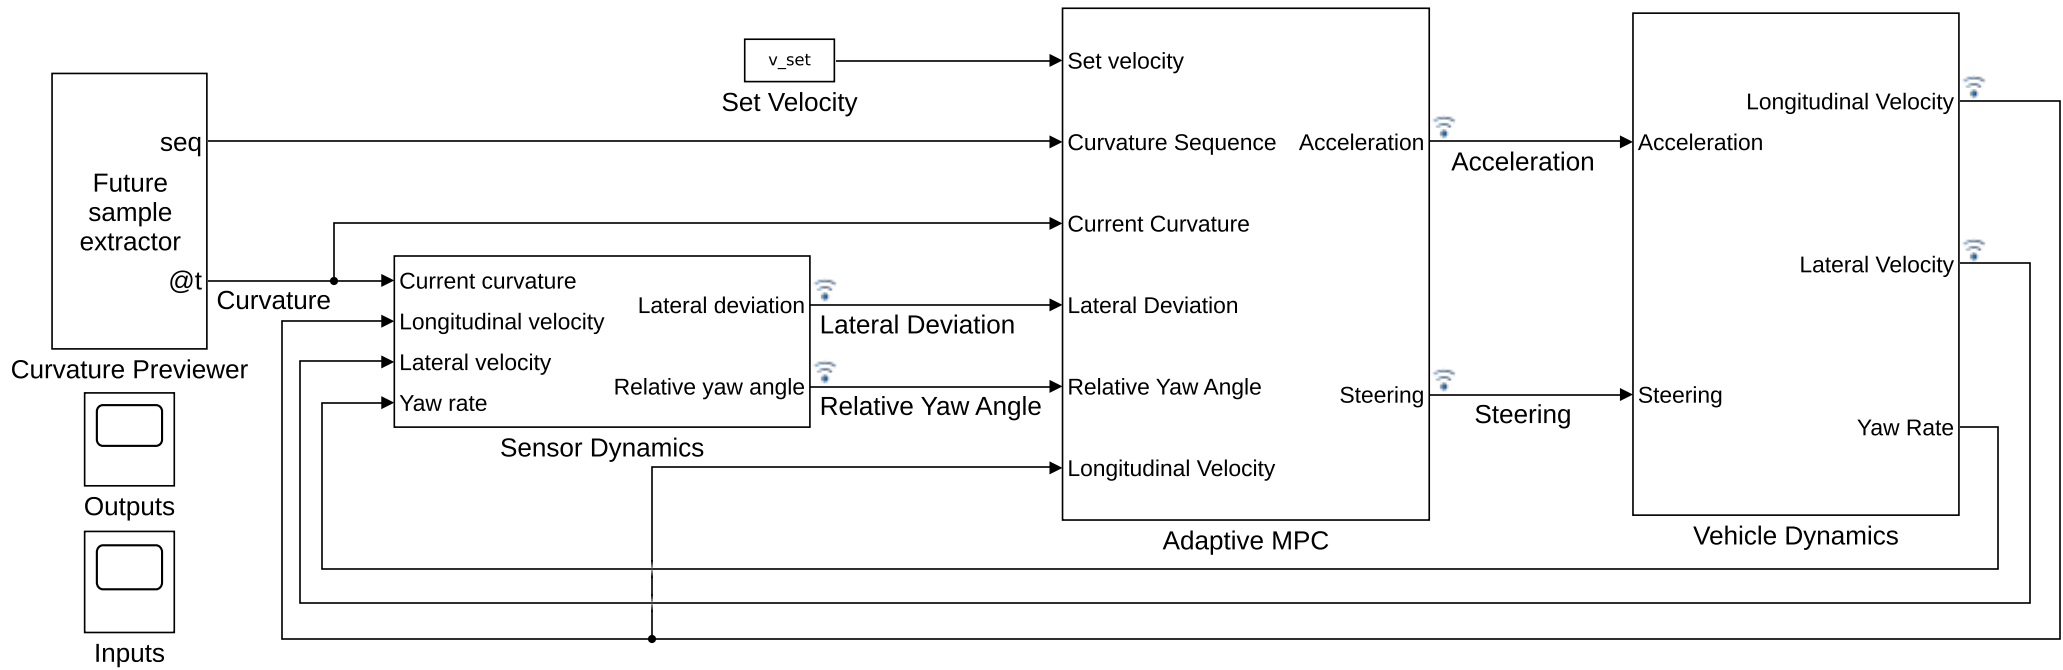 v_set
Set Velocity
seq
Future
sample
extractor
@t
Curvature
Curvature Previewer
Outputs
Inputs
Current curvature
Longitudinal velocity
Lateral velocity
Yaw rate
Lateral deviation
Relative yaw angle
Sensor Dynamics
Lateral Deviation
Relative Yaw Angle
Set velocity
Curvature Sequence
Current Curvature
Lateral Deviation
Relative Yaw Angle
Longitudinal Velocity
Acceleration
Steering
Adaptive MPC
Acceleration
Steering
Acceleration
Steering
Longitudinal Velocity
Lateral Velocity
Yaw Rate
Vehicle Dynamics